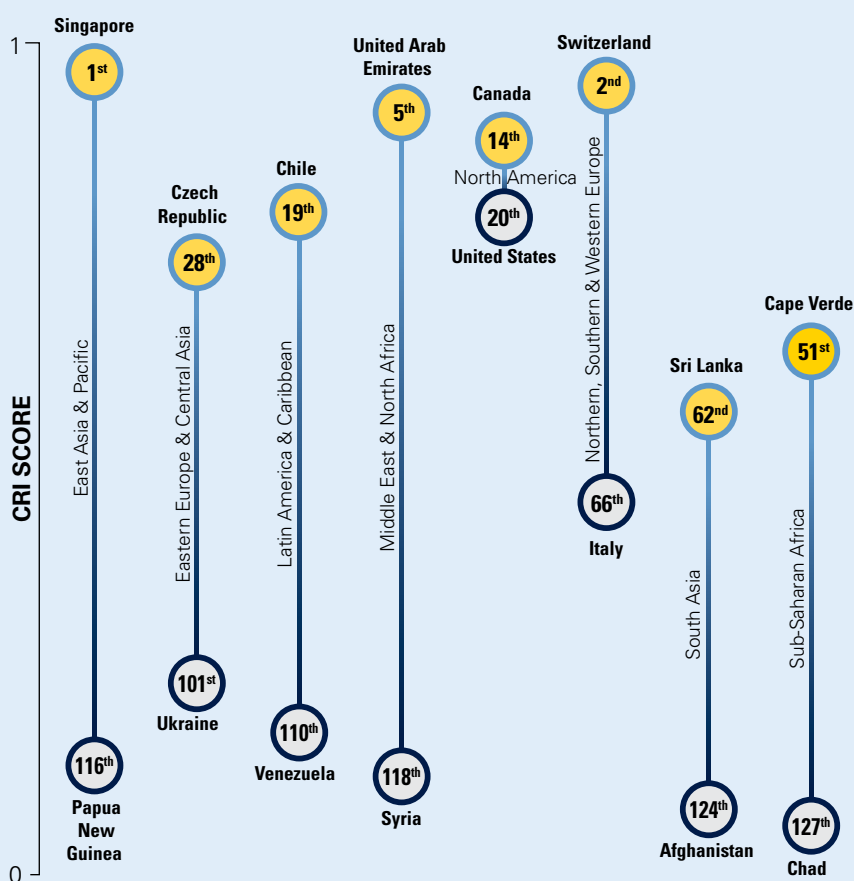 1
0
CRI SCORE
Singapore
1st
East Asia & Pacific
116th
Papua
New
Guinea
Czech
Republic
28th
Eastern Europe & Central Asia
101st
Ukraine
Chile
19th
Latin America & Caribbean
110th
Venezuela
United Arab
Emirates
5th
Middle East & North Africa
118th
Syria
Canada
14th
North America
20th
United States
Switzerland
2nd
Northern, Southern & Western Europe
66th
Italy
Sri Lanka
62nd
South Asia
124th
Afghanistan
Cape Verde
51st
Sub-Saharan Africa
127th
Chad